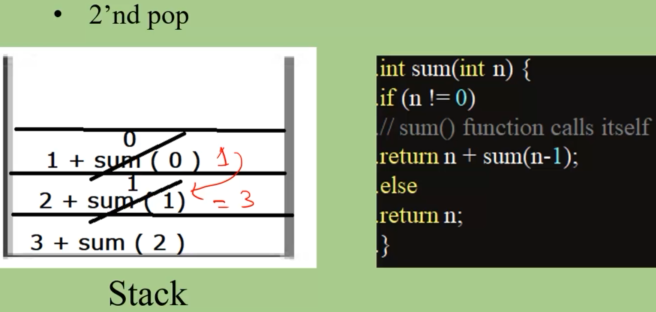 • 2’nd pop
0
1 + sum ( 0 ) 1)
1
2 + sum ( 1) = 3
3 + sum ( 2 )
Stack
.int sum(int n) {
.if (n != 0)
.// sum() function calls itself
.return n + sum(n-1);
.else
.return n;
.}